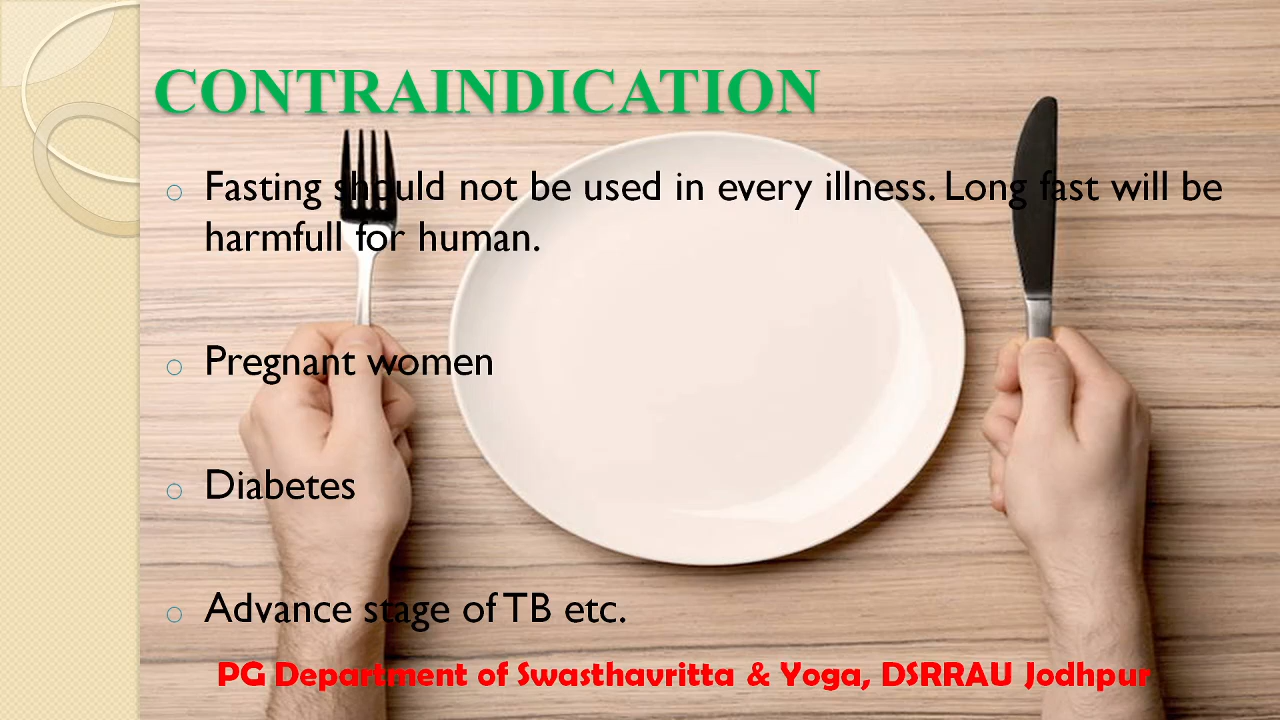 CONTRAINDICATION
○ Fasting should not be used in every illness. Long fast will be
harmfull for human.
○ Pregnant women
○ Diabetes
○ Advance stage of TB etc.
PG Department of Swasthavritta & Yoga, DSRRAU Jodhpur